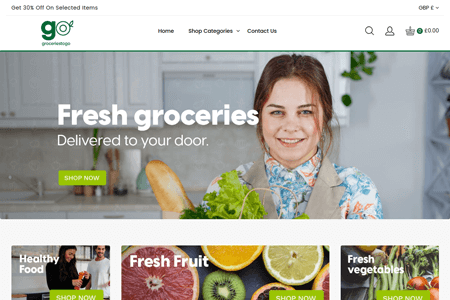 Get 30% Off On Selected Items
GBP £
go
groceriestogo
Home Shop Categories Contact Us
0 £0.00
Fresh groceries
Delivered to your door.
SHOP NOW
Healthy
Food
SHOP NOW
Fresh Fruit
SHOP NOW
Fresh
vegetables
SHOP NOW